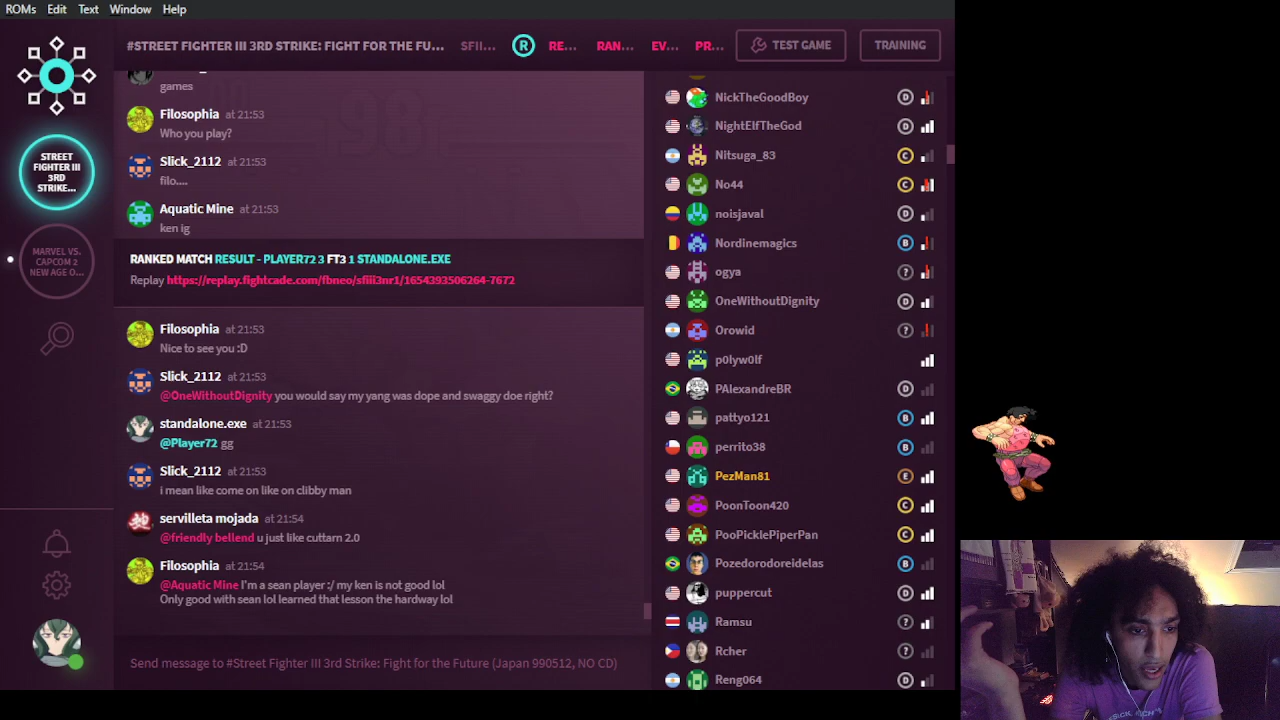 ROMs Edit Text Window Help
#STREET FIGHTER III 3RD STRIKE: FIGHT FOR THE FU... SFII... R RE... RAN... EV... PR... TEST GAME TRAINING
STREET
FIGHTER III
3RD
STRIKE...
MARVEL VS.
CAPCOM 2
NEW AGE O...
games
Filosophia at 21:53
Who you play?
Slick_2112 at 21:53
filo....
Aquatic Mine at 21:53
ken ig
RANKED MATCH RESULT - PLAYER72 3 FT3 1 STANDALONE.EXE
Replay https://replay.fightcade.com/fbneo/sfiii3nr1/1654393506264-7672
Filosophia at 21:53
Nice to see you :D
Slick_2112 at 21:53
@OneWithoutDignity you would say my yang was dope and swaggy doe right?
standalone.exe at 21:53
@Player72 gg
Slick_2112 at 21:53
i mean like come on like on clibby man
servilleta mojada at 21:54
@friendly bellend u just like cuttarn 2.0
Filosophia at 21:54
@Aquatic Mine I'm a sean player :/ my ken is not good lol
Only good with sean lol learned that lesson the hardway lol
Send message to #Street Fighter III 3rd Strike: Fight for the Future (Japan 990512, NO CD)
NickTheGoodBoy D
NightElfTheGod D
Nitsuga_83 C
No44 C
noisjaval D
Nordinemagics B
ogya ?
OneWithoutDignity D
Orowid ?
p0lyw0lf
PAlexandreBR D
pattyo121 B
perrito38 B
PezMan81 E
PoonToon420 C
PooPicklePiperPan C
Pozedorodoreidelas B
puppercut D
Ramsu ?
Rcher ?
Reng064 D